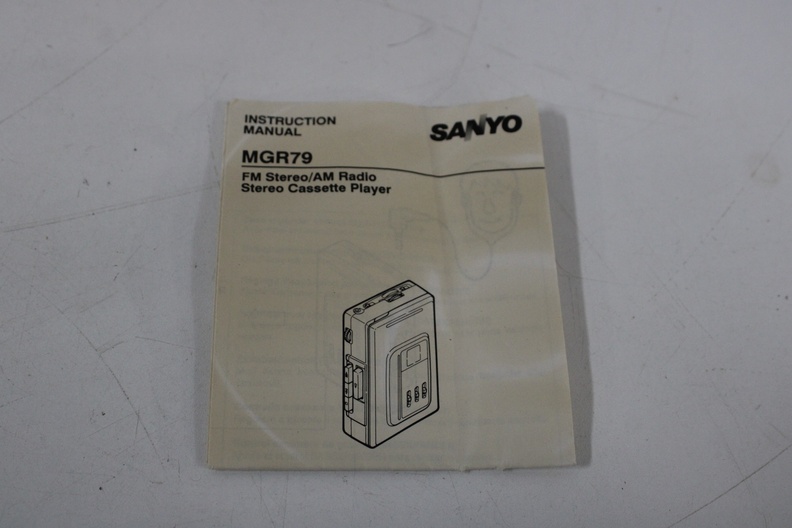 INSTRUCTION
MANUAL
SANYO
MGR79
FM Stereo/AM Radio
Stereo Cassette Player